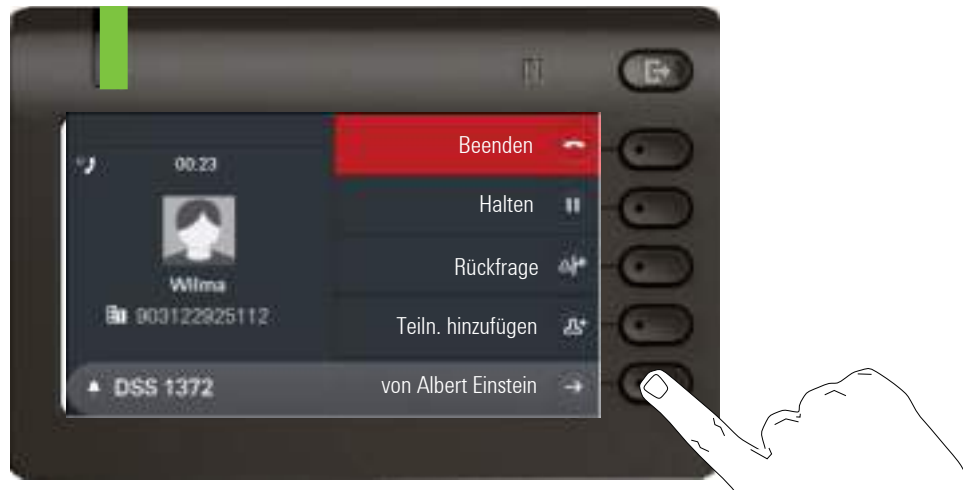 Beenden
00:23
Halten
Rückfrage
Wilma
903122925112
Teiln. hinzufügen
DSS 1372
von Albert Einstein